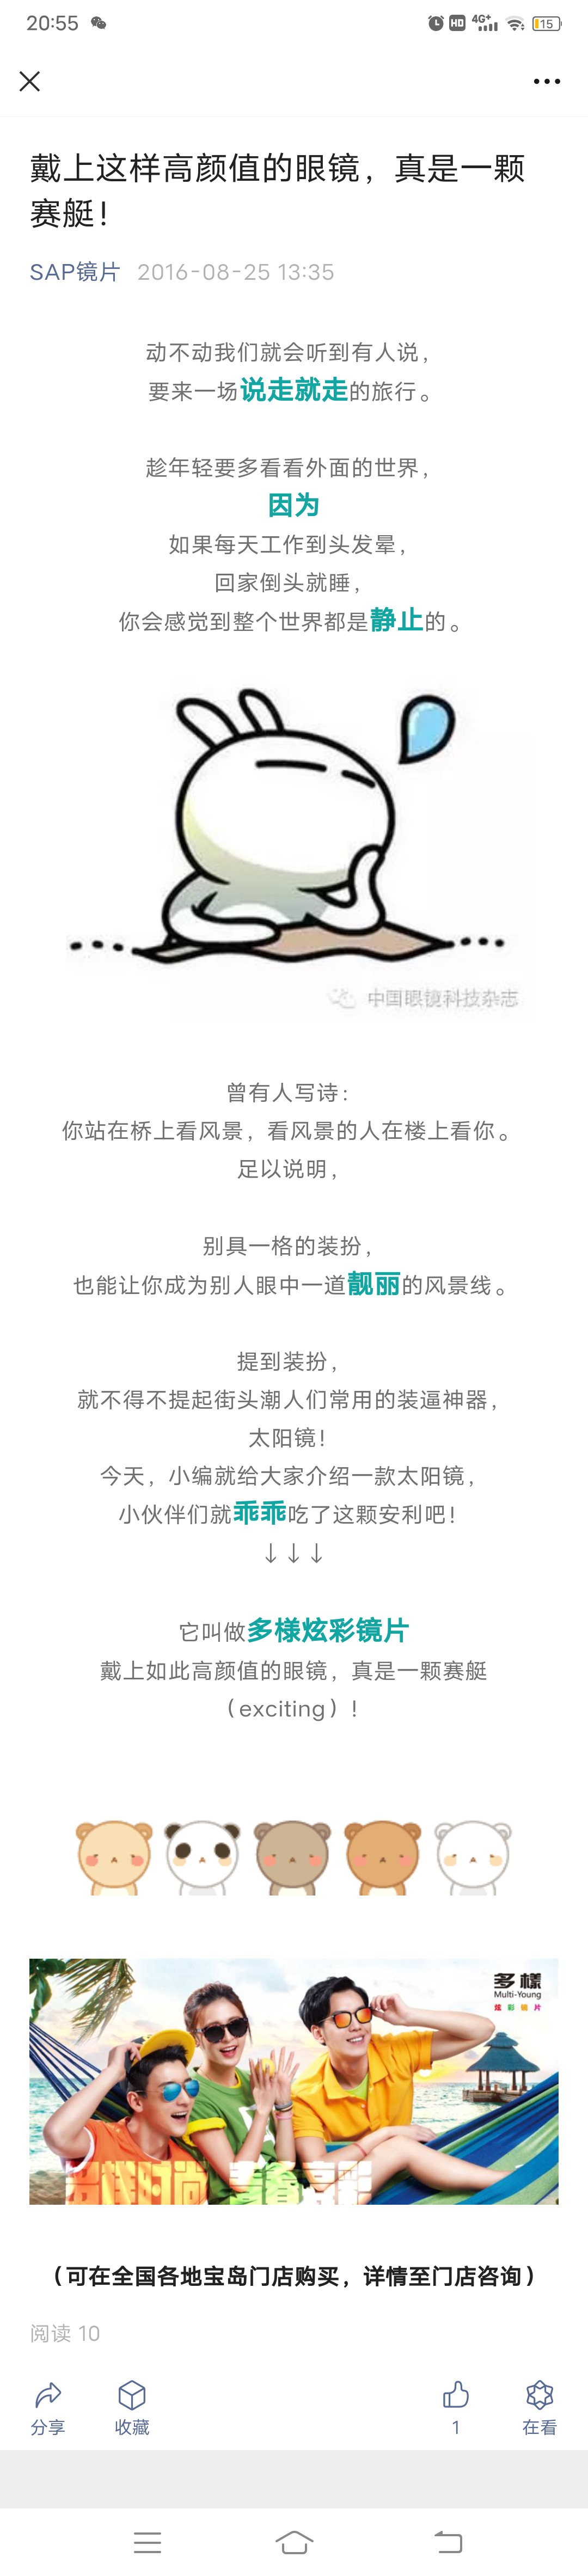 20:55
HD
4G+
15
戴上这样高颜值的眼镜，真是一颗
赛艇！
SAP镜片 2016-08-25 13:35
动不动我们就会听到有人说，
要来一场说走就走的旅行。
趁年轻要多看看外面的世界，
因为
如果每天工作到头发晕，
回家倒头就睡，
你会感觉到整个世界都是静止的。
中国眼镜科技杂志
曾有人写诗：
你站在桥上看风景，看风景的人在楼上看你。
足以说明，
别具一格的装扮，
也能让你成为别人眼中一道靓丽的风景线。
提到装扮，
就不得不提起街头潮人们常用的装逼神器，
太阳镜！
今天，小编就给大家介绍一款太阳镜，
小伙伴们就乖乖吃了这颗安利吧！
↓↓↓
它叫做多様炫彩镜片
戴上如此高颜值的眼镜，真是一颗赛艇
（exciting）!
多樣
Multi-Young
炫彩镜片
（可在全国各地宝岛门店购买，详情至门店咨询）
阅读 10
分享
收藏
1
在看